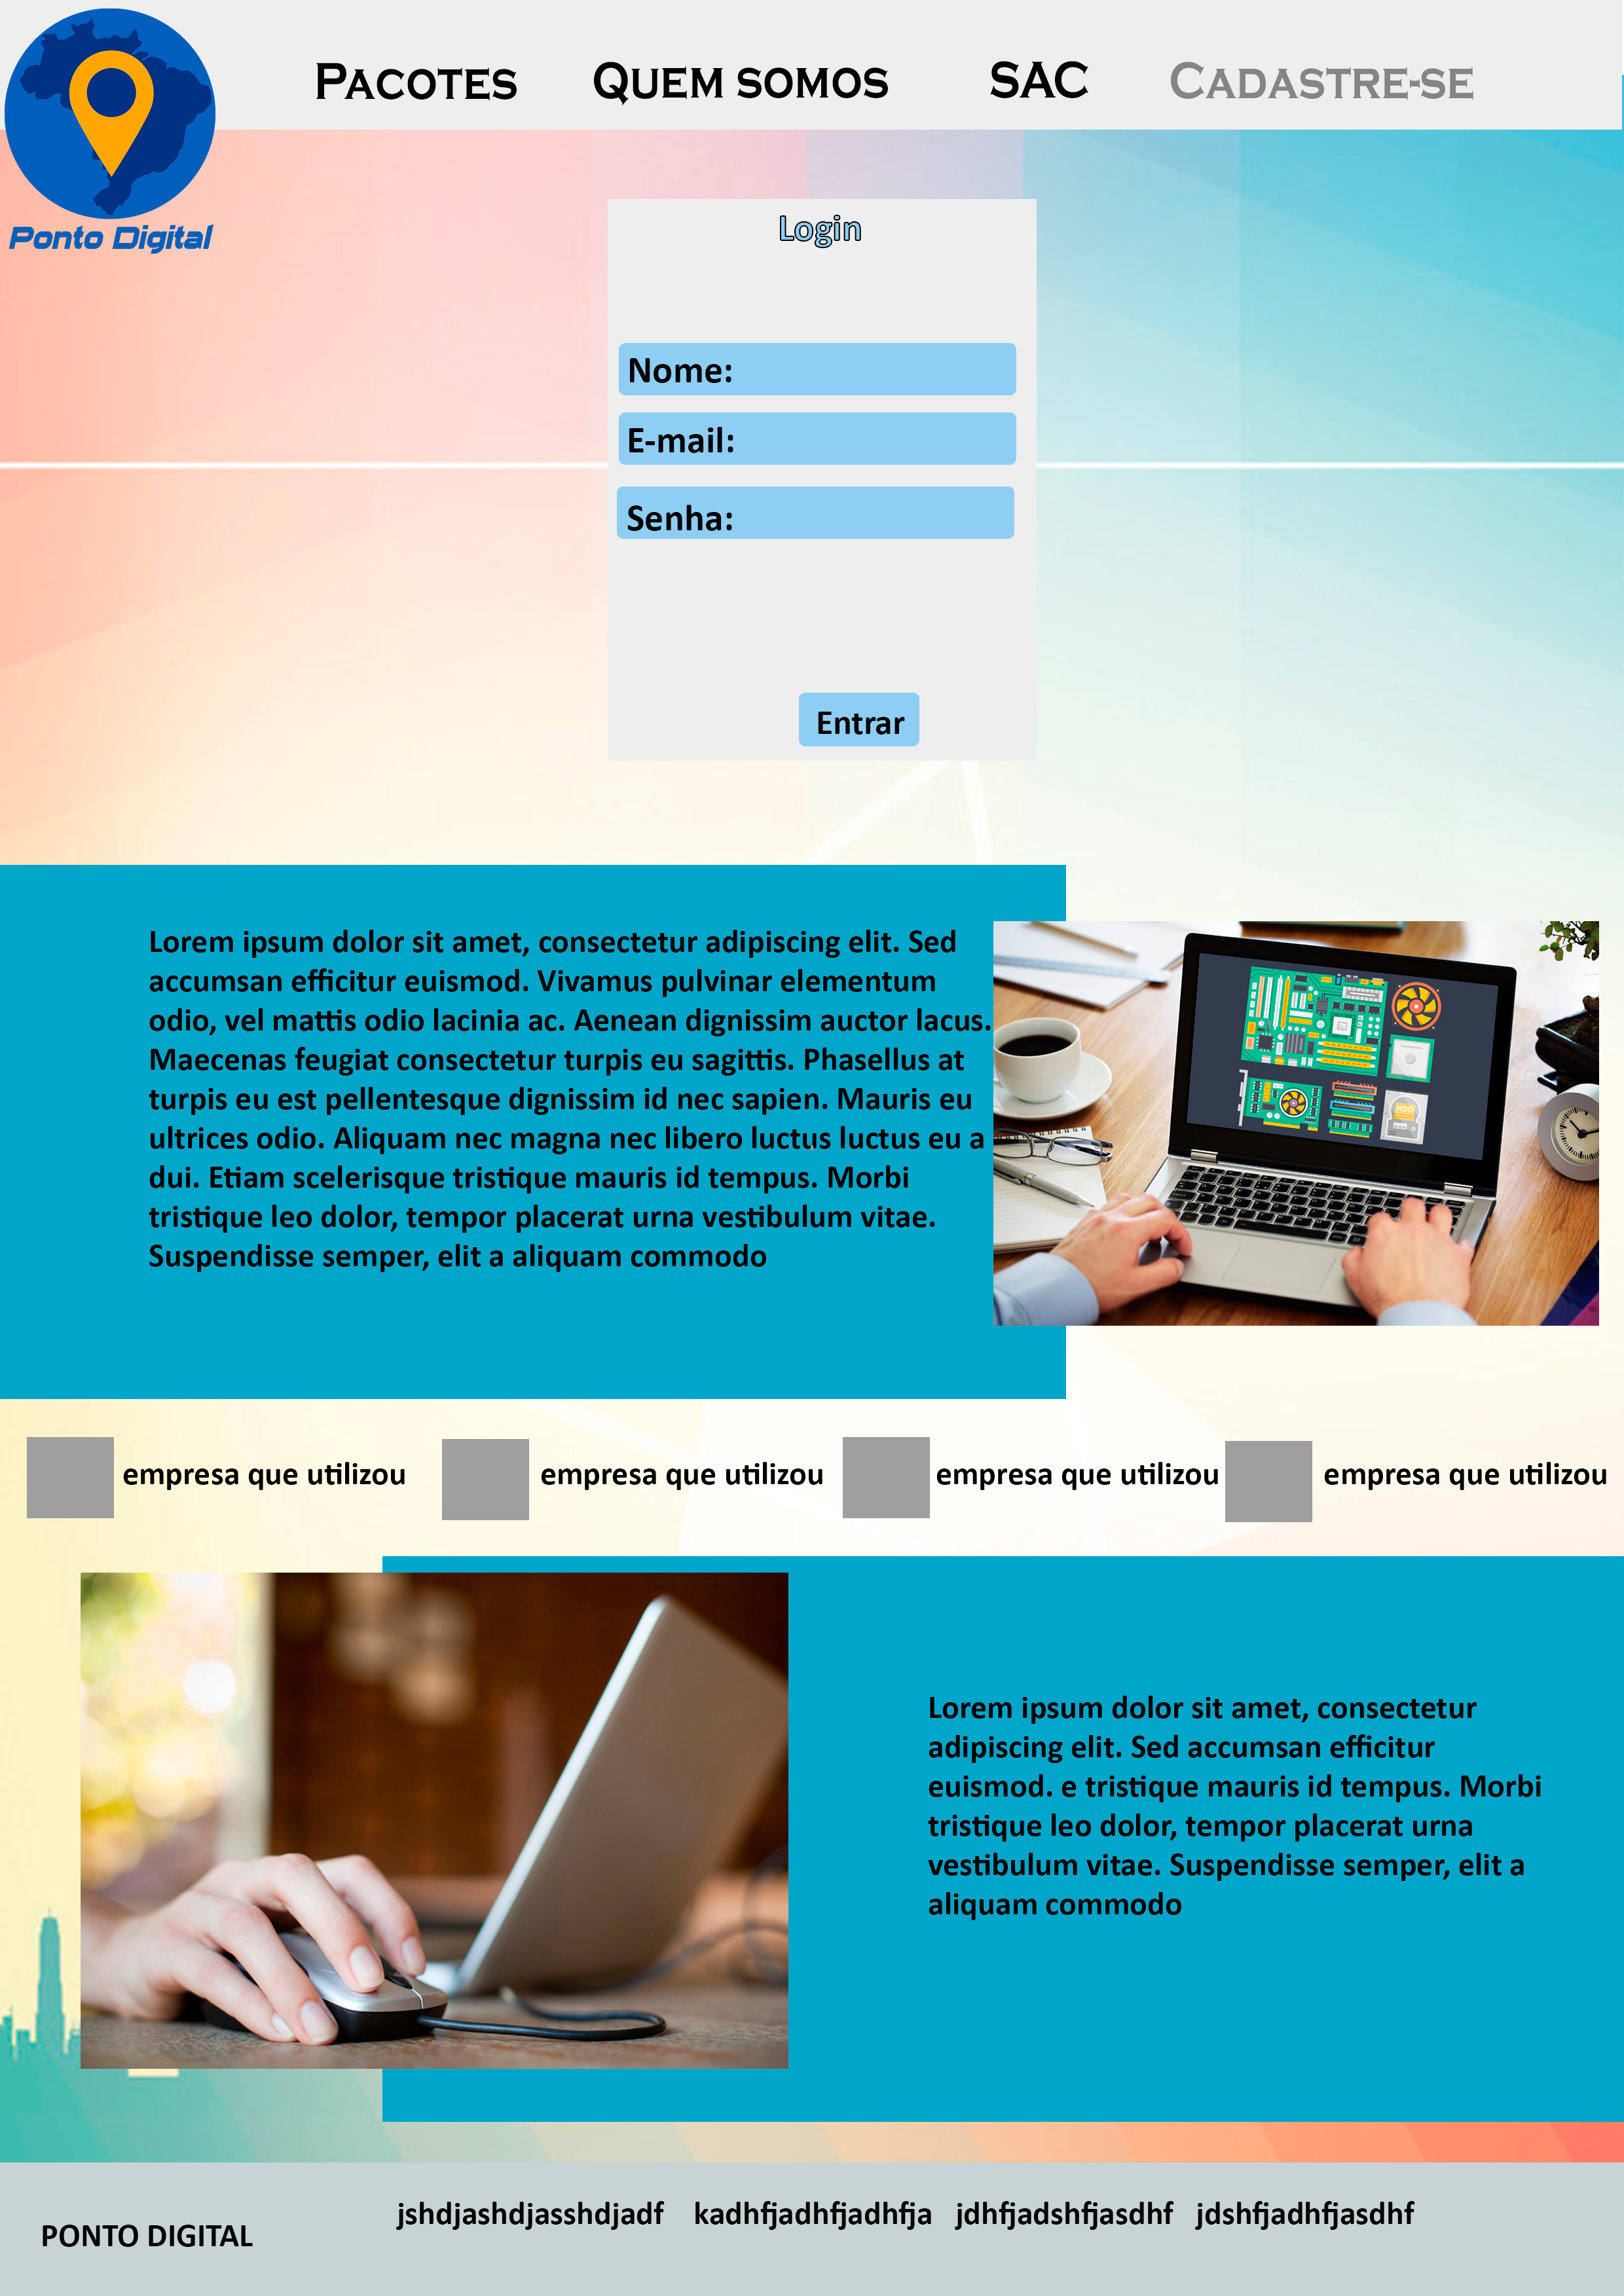 Pacotes
Quem somos
SAC
Cadastre-se
Ponto Digital
Login
Nome:
E-mail:
Senha:
Entrar
Lorem ipsum dolor sit amet, consectetur adipiscing elit. Sed
accumsan efficitur euismod. Vivamus pulvinar elementum
odio, vel mattis odio lacinia ac. Aenean dignissim auctor lacus.
Maecenas feugiat consectetur turpis eu sagittis. Phasellus at
turpis eu est pellentesque dignissim id nec sapien. Mauris eu
ultrices odio. Aliquam nec magna nec libero luctus luctus eu a
dui. Etiam scelerisque tristique mauris id tempus. Morbi
tristique leo dolor, tempor placerat urna vestibulum vitae.
Suspendisse semper, elit a aliquam commodo
HDD
empresa que utilizou
empresa que utilizou
empresa que utilizou
empresa que utilizou
Lorem ipsum dolor sit amet, consectetur
adipiscing elit. Sed accumsan efficitur
euismod. e tristique mauris id tempus. Morbi
tristique leo dolor, tempor placerat urna
vestibulum vitae. Suspendisse semper, elit a
aliquam commodo
PONTO DIGITAL
jshdjashdjasshdjadf
kadhfjadhfjadhfja
jdhfjadshfjasdhf
jdshfjadhfjasdhf